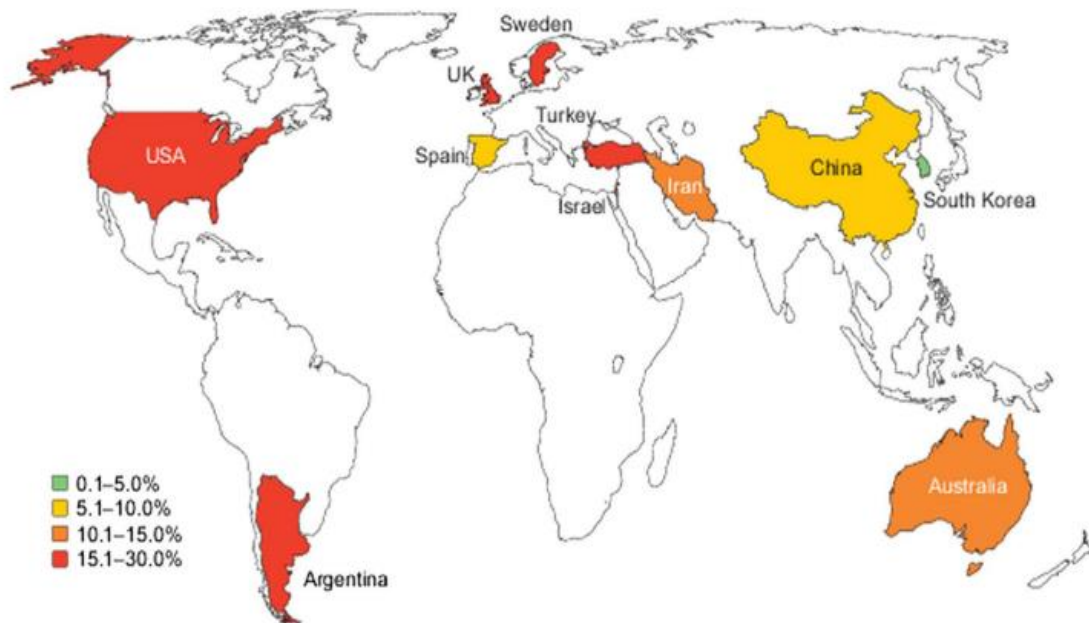 Sweden
UK
USA
Turkey
Spain
Iran
China
Israel
South Korea
Australia
0.1–5.0%
5.1–10.0%
10.1–15.0%
15.1–30.0%
Argentina